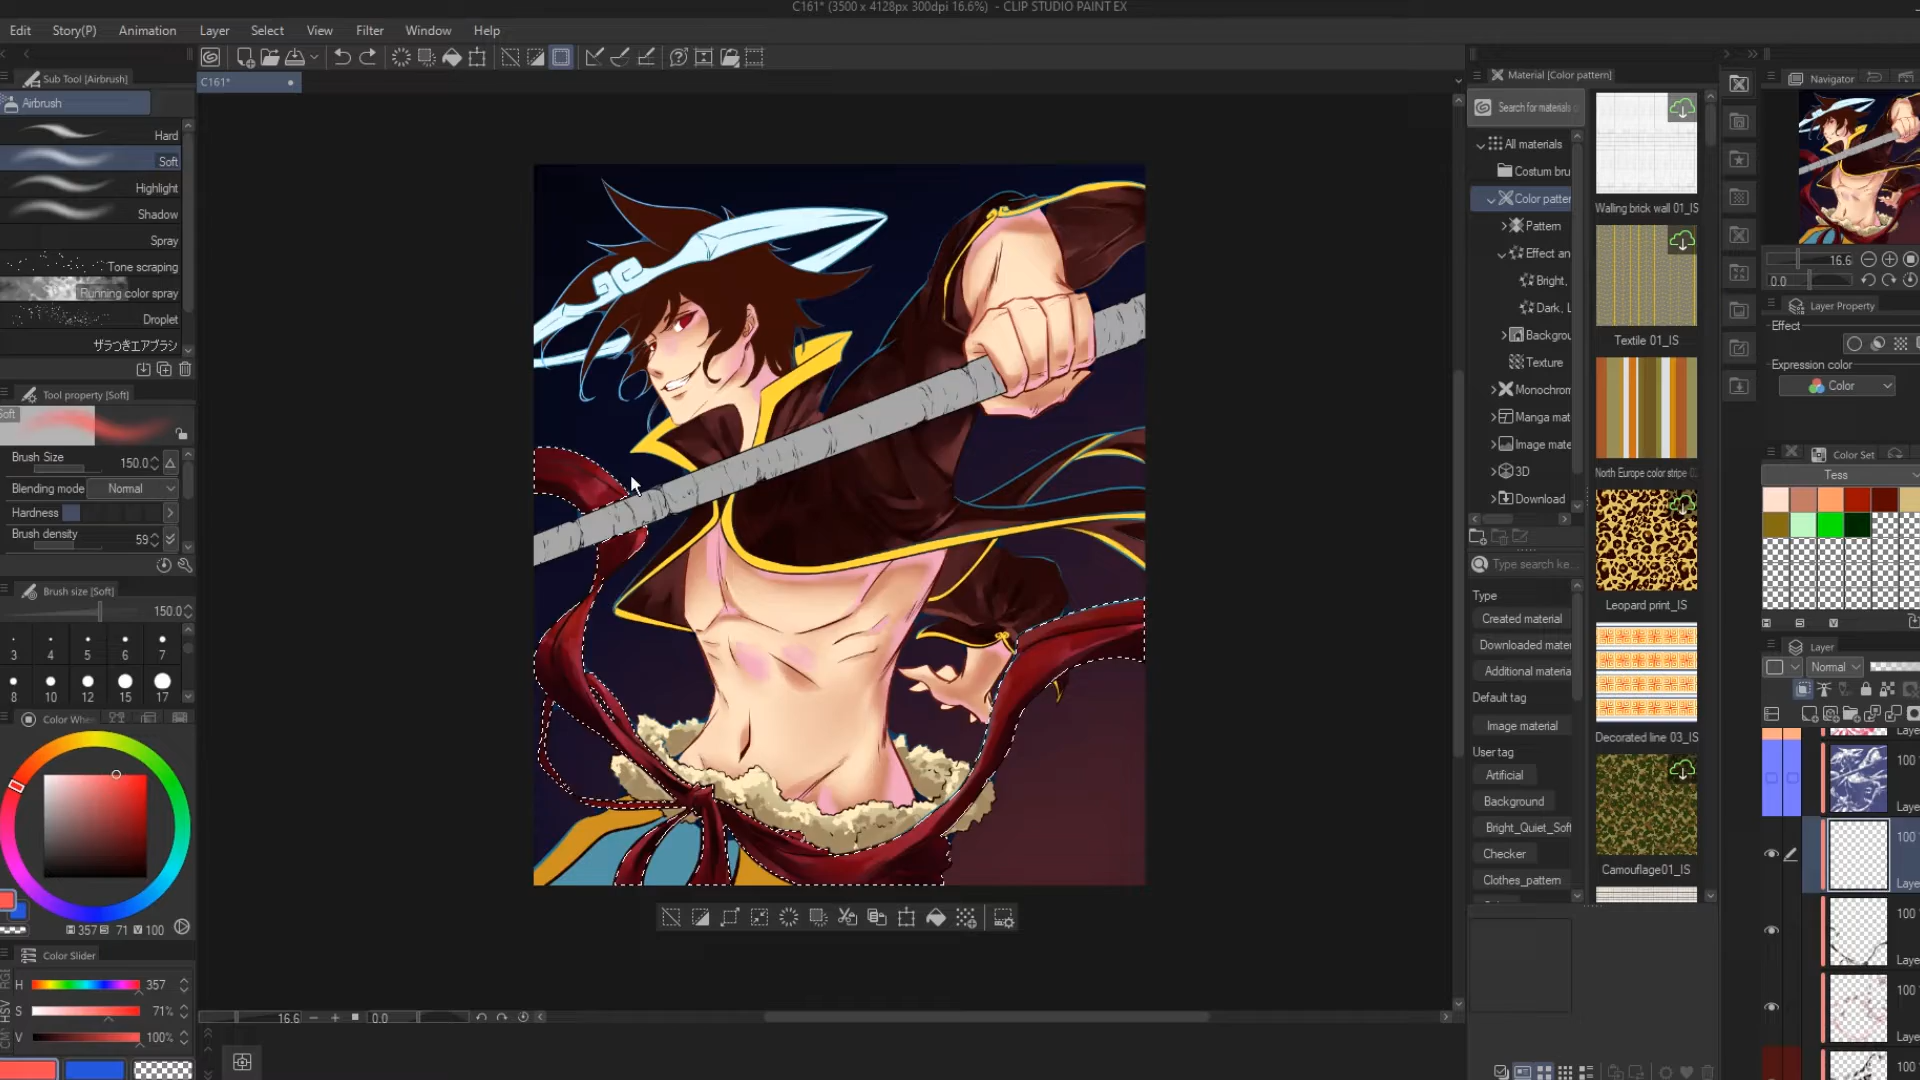 C161* (3500 x 4128px 300dpi 16.6%) - CLIP STUDIO PAINT EX
Edit Story(P) Animation Layer Select View Filter Window Help
Sub Tool [Airbrush]
Airbrush
Hard
Soft
Highlight
Shadow
Spray
Tone scraping
Running color spray
Droplet
ザラつきエアブラシ
Tool property [Soft]
Soft
Brush Size 150.0
Blending mode Normal
Hardness
Brush density 59
Brush size [Soft]
150.0
3 4 5 6 7
8 10 12 15 17
Color Whee
H 357 S 71 V 100
Color Slider
H 357
S 71%
V 100%
C161*
16.6 0.0
Material [Color pattern]
Search for materials
All materials
Costum bru
Color patter
Pattern
Effect an
Bright,
Dark, L
Backgrou
Texture
Monochrom
Manga mat
Image mate
3D
Download
Type search ke...
Type
Created material
Downloaded mater
Additional materia
Default tag
Image material
User tag
Artificial
Background
Bright_Quiet_Soft
Checker
Clothes_pattern
Walling brick wall 01_IS
Textile 01_IS
North Europe color stripe
Leopard print_IS
Decorated line 03_IS
Camouflage01_IS
Navigator
16.6
0.0
Layer Property
Effect
Expression color
Color
Color Set
Tess
Layer
Normal
Laye
100
Laye
100
Laye
100
Laye
100
Laye
100